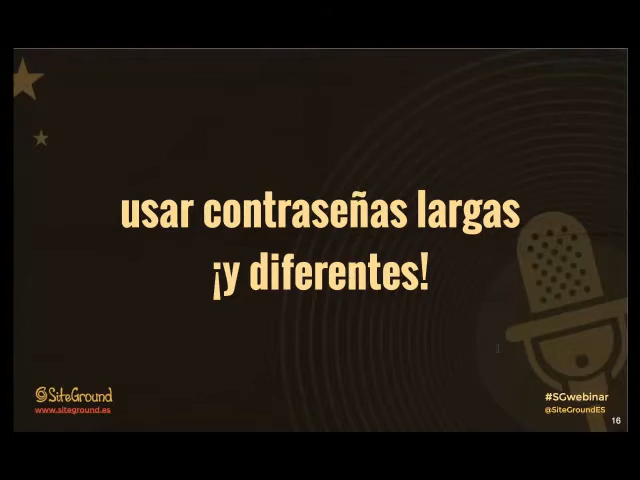 usar contraseñas largas
¡y diferentes!
SiteGround
www.siteground.es
#SGwebinar
@SiteGroundES
16